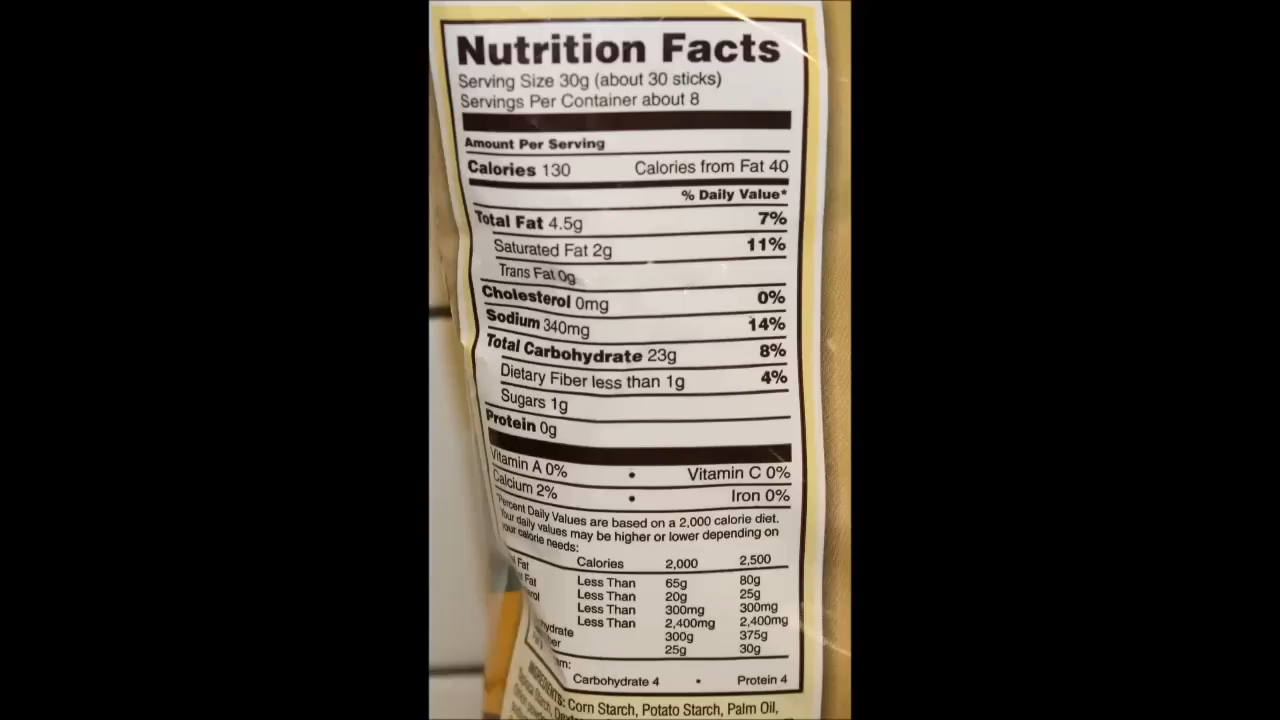 Nutrition Facts
Serving Size 30g (about 30 sticks)
Servings Per Container about 8
Amount Per Serving
Calories 130 Calories from Fat 40
% Daily Value*
Total Fat 4.5g 7%
Saturated Fat 2g 11%
Trans Fat 0g
Cholesterol 0mg 0%
Sodium 340mg 14%
Total Carbohydrate 23g 8%
Dietary Fiber less than 1g 4%
Sugars 1g
Protein 0g
Vitamin A 0% • Vitamin C 0%
Calcium 2% • Iron 0%
*Percent Daily Values are based on a 2,000 calorie diet.
Your daily values may be higher or lower depending on
your calorie needs:
Calories 2,000 2,500
Fat Less Than 65g 80g
Fat Less Than 20g 25g
erol Less Than 300mg 300mg
Less Than 2,400mg 2,400mg
ydrate 300g 375g
ber 25g 30g
m:
Carbohydrate 4 • Protein 4
INGREDIENTS: Corn Starch, Potato Starch, Palm Oil,